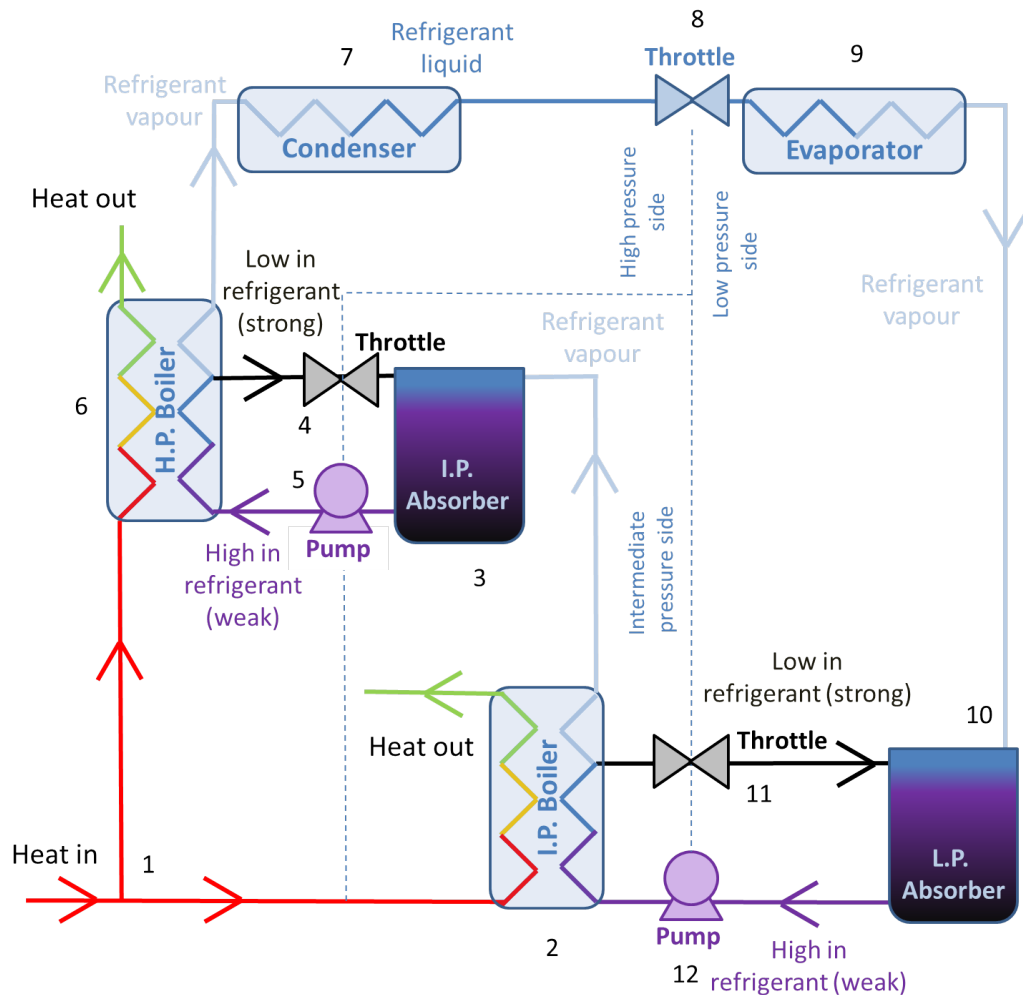 8
7
Refrigerant
liquid
Throttle
9
Refrigerant
vapour
Condenser
Evaporator
Heat out
High pressure
side
Low pressure
side
Low in
refrigerant
(strong)
Refrigerant
vapour
Refrigerant
vapour
Throttle
6
H.P. Boiler
4
5
I.P.
Absorber
Pump
High in
refrigerant
(weak)
3
Intermediate
pressure side
Low in
refrigerant (strong)
10
Heat out
Throttle
I.P. Boiler
11
Heat in
1
L.P.
Absorber
Pump
2
12
High in
refrigerant (weak)